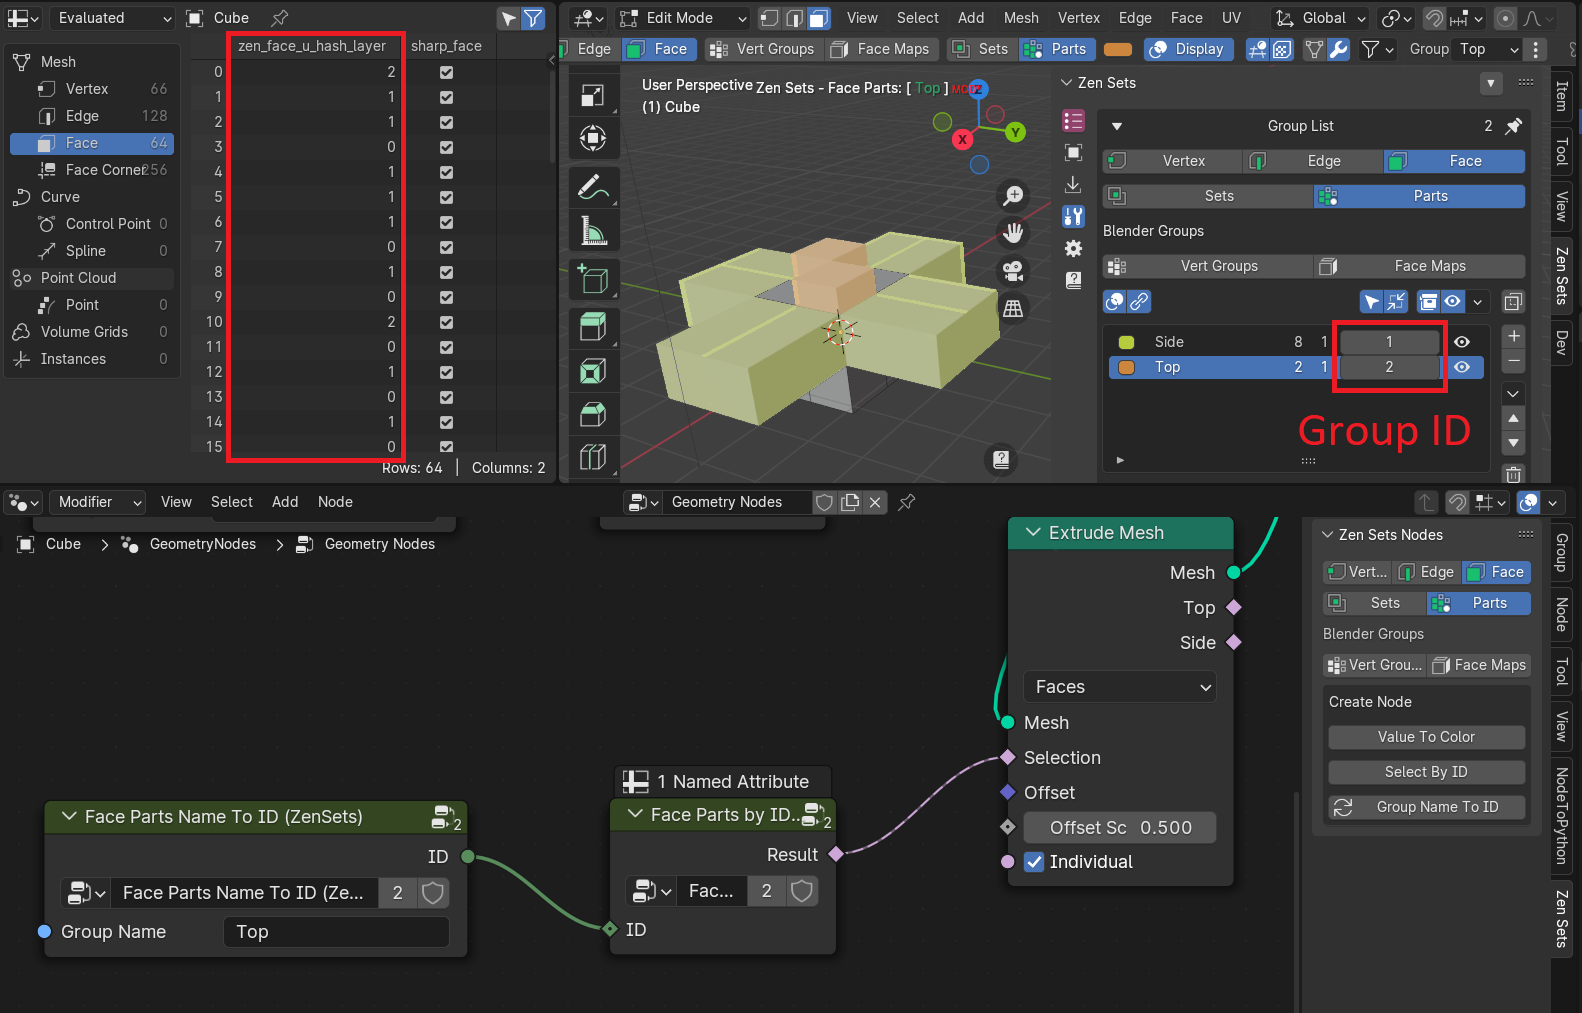 Evaluated
Cube
zen_face_u_hash_layer
sharp_face
Mesh
Vertex 66
Edge 128
Face 64
Face Corner 256
Curve
Control Point 0
Spline 0
Point Cloud
Point 0
Volume Grids 0
Instances 0
0 2
1 1
2 1
3 0
4 1
5 1
6 1
7 0
8 1
9 0
10 2
11 0
12 1
13 0
14 1
15 0
Rows: 64 | Columns: 2
Edit Mode View Select Add Mesh Vertex Edge Face UV Global
Edge Face Vert Groups Face Maps Sets Parts Display Group Top
User Perspective Zen Sets - Face Parts: [ Top ]
(1) Cube
Z
Y
X
Zen Sets
Group List 2
Vertex Edge Face
Sets Parts
Blender Groups
Vert Groups Face Maps
Side 8 1 1
Top 2 1 2
Group ID
Item
Tool
View
Zen Sets
Dev
Modifier View Select Add Node Geometry Nodes
Cube > GeometryNodes > Geometry Nodes
Face Parts Name To ID (ZenSets) 2
ID
Face Parts Name To ID (Ze... 2
Group Name Top
1 Named Attribute
Face Parts by ID... 2
Result
Fac... 2
ID
Extrude Mesh
Mesh
Top
Side
Faces
Mesh
Selection
Offset
Offset Sc 0.500
Individual
Zen Sets Nodes
Vert... Edge Face
Sets Parts
Blender Groups
Vert Grou... Face Maps
Create Node
Value To Color
Select By ID
Group Name To ID
Group
Node
Tool
View
NodeToPython
Zen Sets